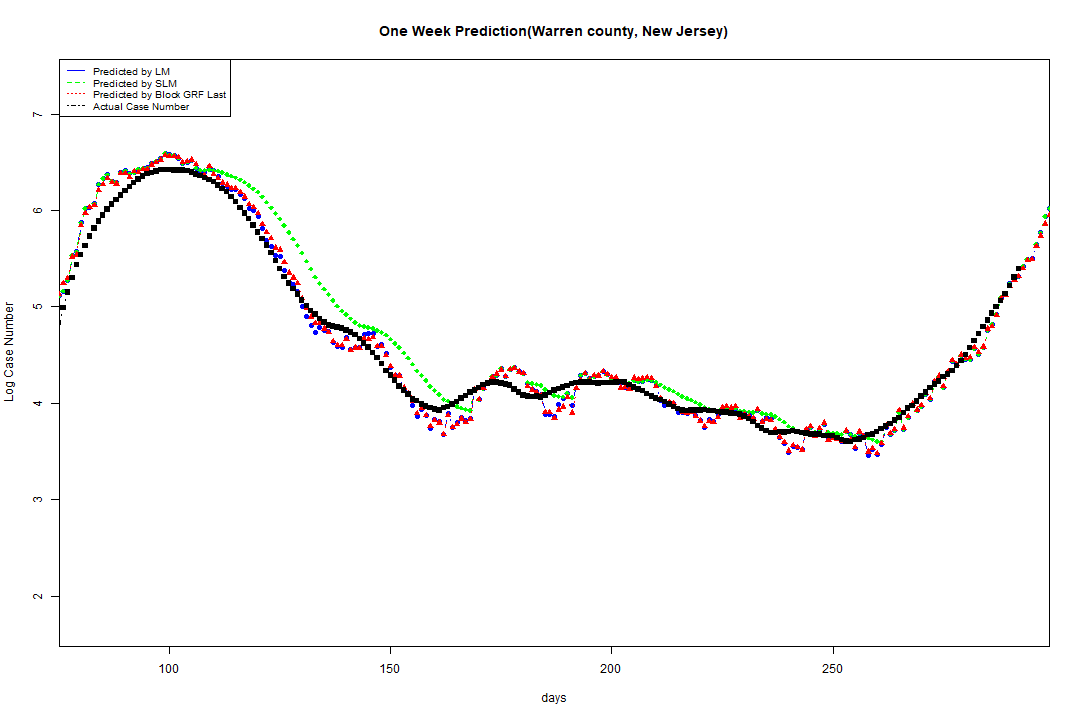 One Week Prediction(Warren county, New Jersey)
Predicted by LM
Predicted by SLM
Predicted by Block GRF Last
Actual Case Number
7
6
5
4
3
2
Log Case Number
100 150 200 250
days